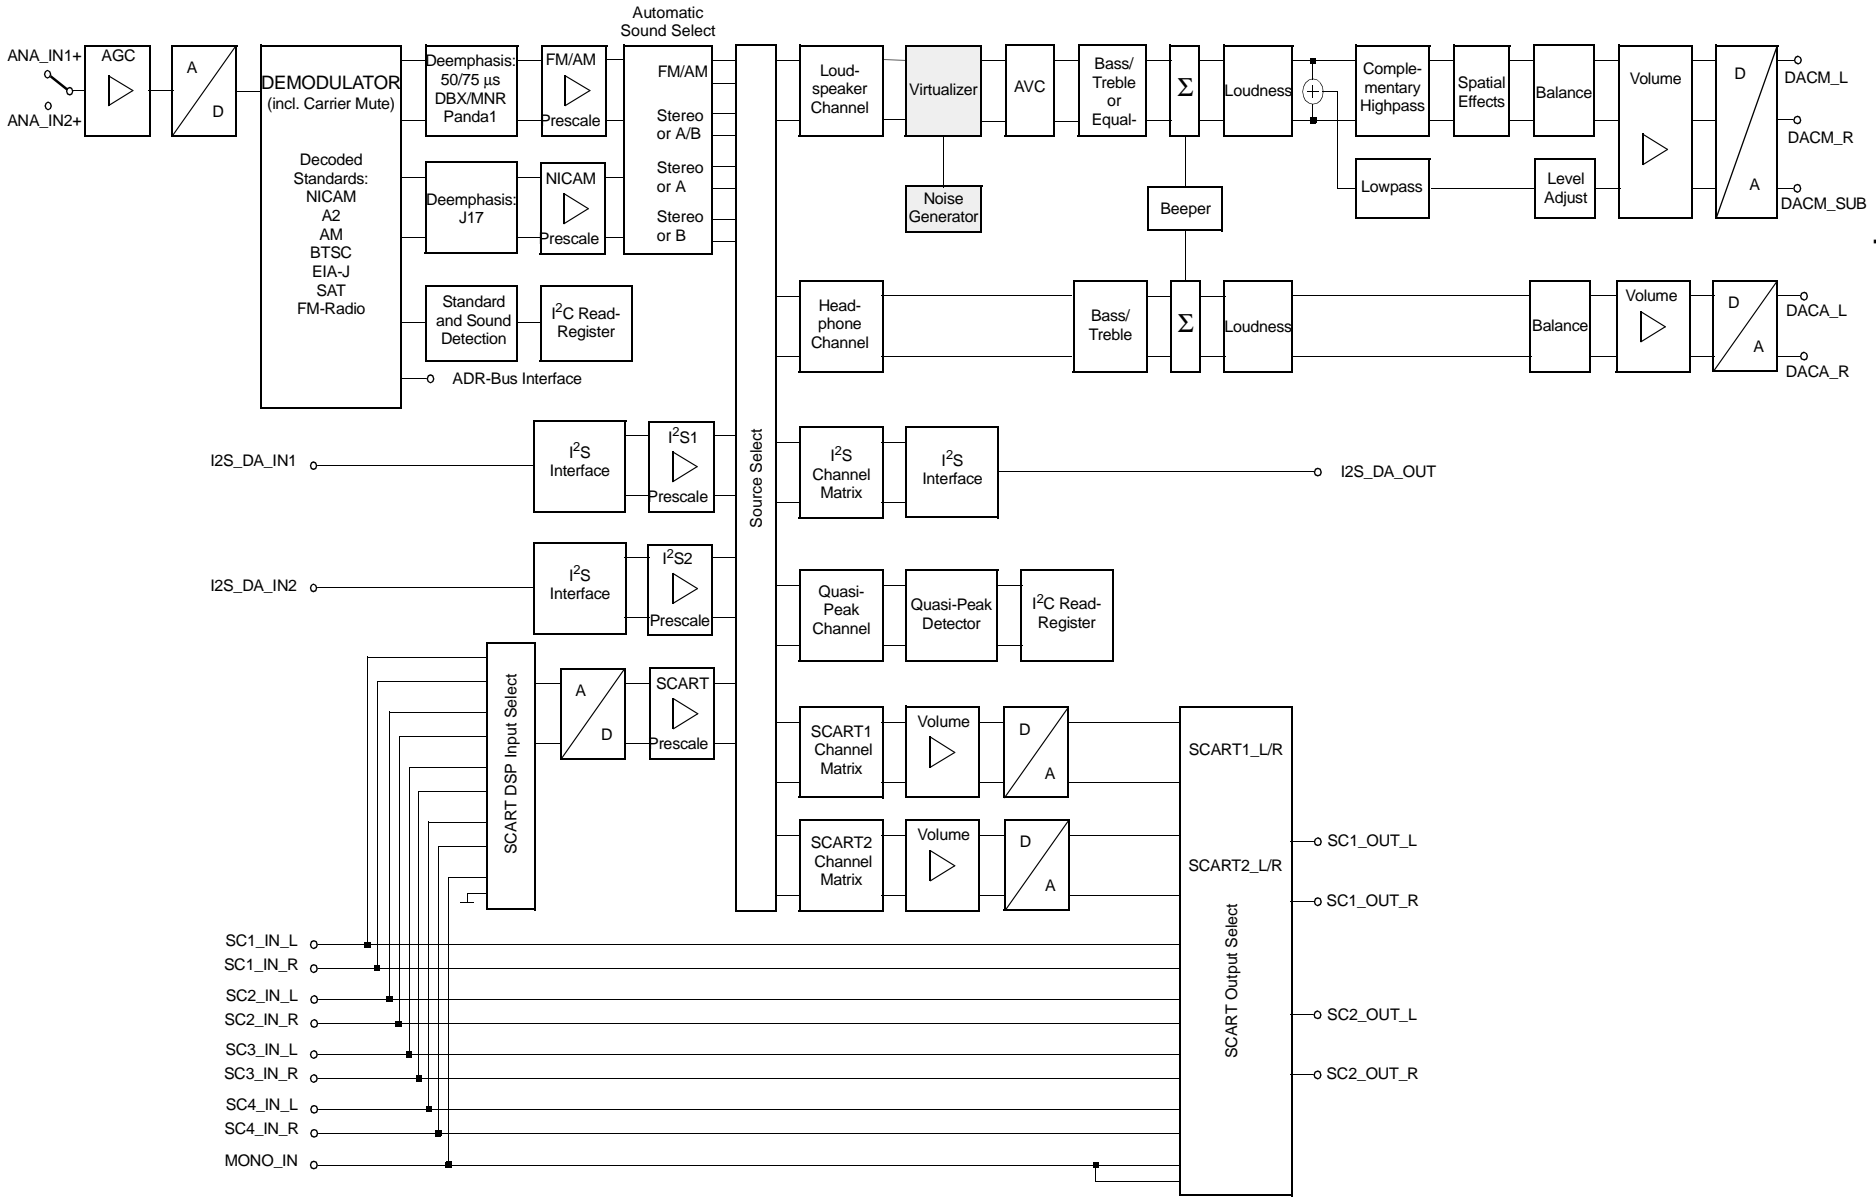 Automatic
Sound Select
ANA_IN1+
ANA_IN2+
AGC
A
D
DEMODULATOR
(incl. Carrier Mute)
Decoded
Standards:
NICAM
A2
AM
BTSC
EIA-J
SAT
FM-Radio
Deemphasis:
50/75 µs
DBX/MNR
Panda1
FM/AM
Prescale
Deemphasis:
J17
NICAM
Prescale
FM/AM
Stereo
or A/B
Stereo
or A
Stereo
or B
Standard
and Sound
Detection
I²C Read-
Register
ADR-Bus Interface
I2S_DA_IN1
I²S
Interface
I²S1
Prescale
I2S_DA_IN2
I²S
Interface
I²S2
Prescale
SCART DSP Input Select
A
D
SCART
Prescale
Source Select
Loud-
speaker
Channel
Virtualizer
Noise
Generator
AVC
Bass/
Treble
or
Equal-
Σ
Beeper
Loudness
Comple-
mentary
Highpass
Spatial
Effects
Balance
Lowpass
Level
Adjust
Volume
D
A
DACM_L
DACM_R
DACM_SUB
Head-
phone
Channel
Bass/
Treble
Σ
Loudness
Balance
Volume
D
A
DACA_L
DACA_R
I²S
Channel
Matrix
I²S
Interface
I2S_DA_OUT
Quasi-
Peak
Channel
Quasi-Peak
Detector
I²C Read-
Register
SCART1
Channel
Matrix
Volume
D
A
SCART2
Channel
Matrix
Volume
D
A
SCART1_L/R
SCART2_L/R
SCART Output Select
SC1_OUT_L
SC1_OUT_R
SC2_OUT_L
SC2_OUT_R
SC1_IN_L
SC1_IN_R
SC2_IN_L
SC2_IN_R
SC3_IN_L
SC3_IN_R
SC4_IN_L
SC4_IN_R
MONO_IN